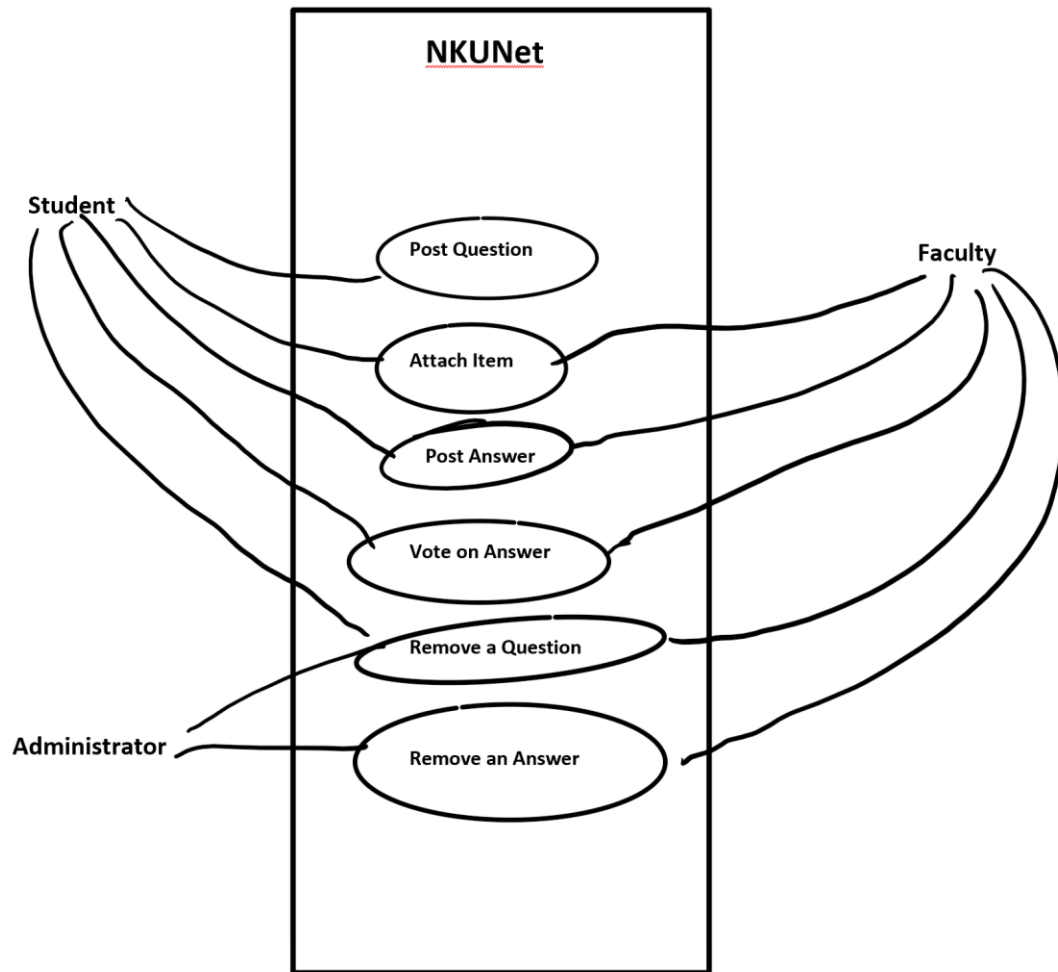 NKUNet
Student
Post Question
Faculty
Attach Item
Post Answer
Vote on Answer
Remove a Question
Administrator
Remove an Answer